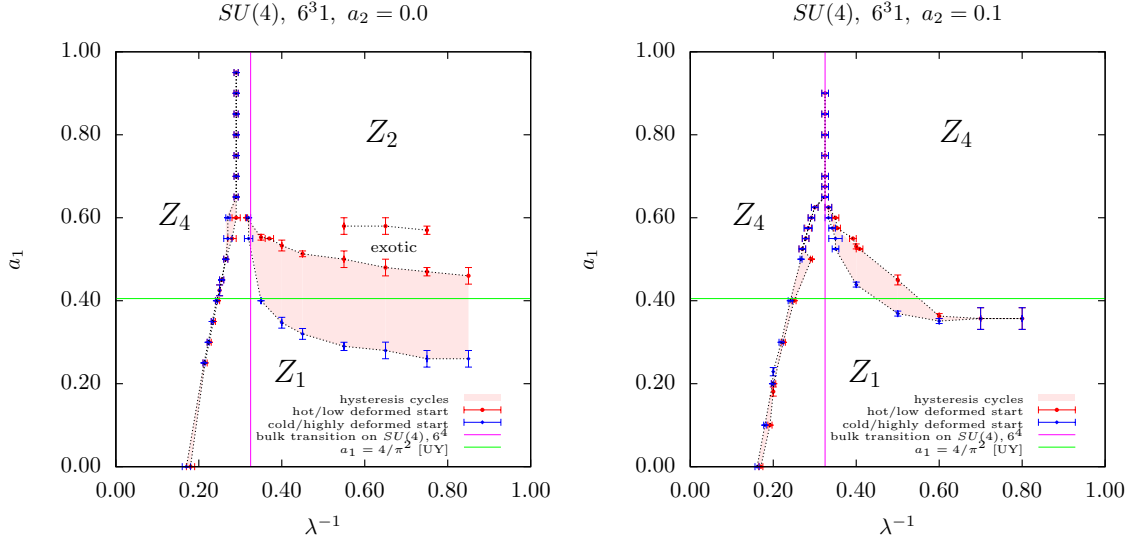 SU(4), 6³1, a₂ = 0.0
1.00
0.80
0.60
0.40
0.20
0.00
a₁
Z₂
Z₄
exotic
Z₁
hysteresis cycles
hot/low deformed start
cold/highly deformed start
bulk transition on SU(4), 6⁴
a₁ = 4/π² [UY]
0.00 0.20 0.40 0.60 0.80 1.00
λ⁻¹
SU(4), 6³1, a₂ = 0.1
1.00
0.80
0.60
0.40
0.20
0.00
a₁
Z₄
Z₄
Z₁
hysteresis cycles
hot/low deformed start
cold/highly deformed start
bulk transition on SU(4), 6⁴
a₁ = 4/π² [UY]
0.00 0.20 0.40 0.60 0.80 1.00
λ⁻¹